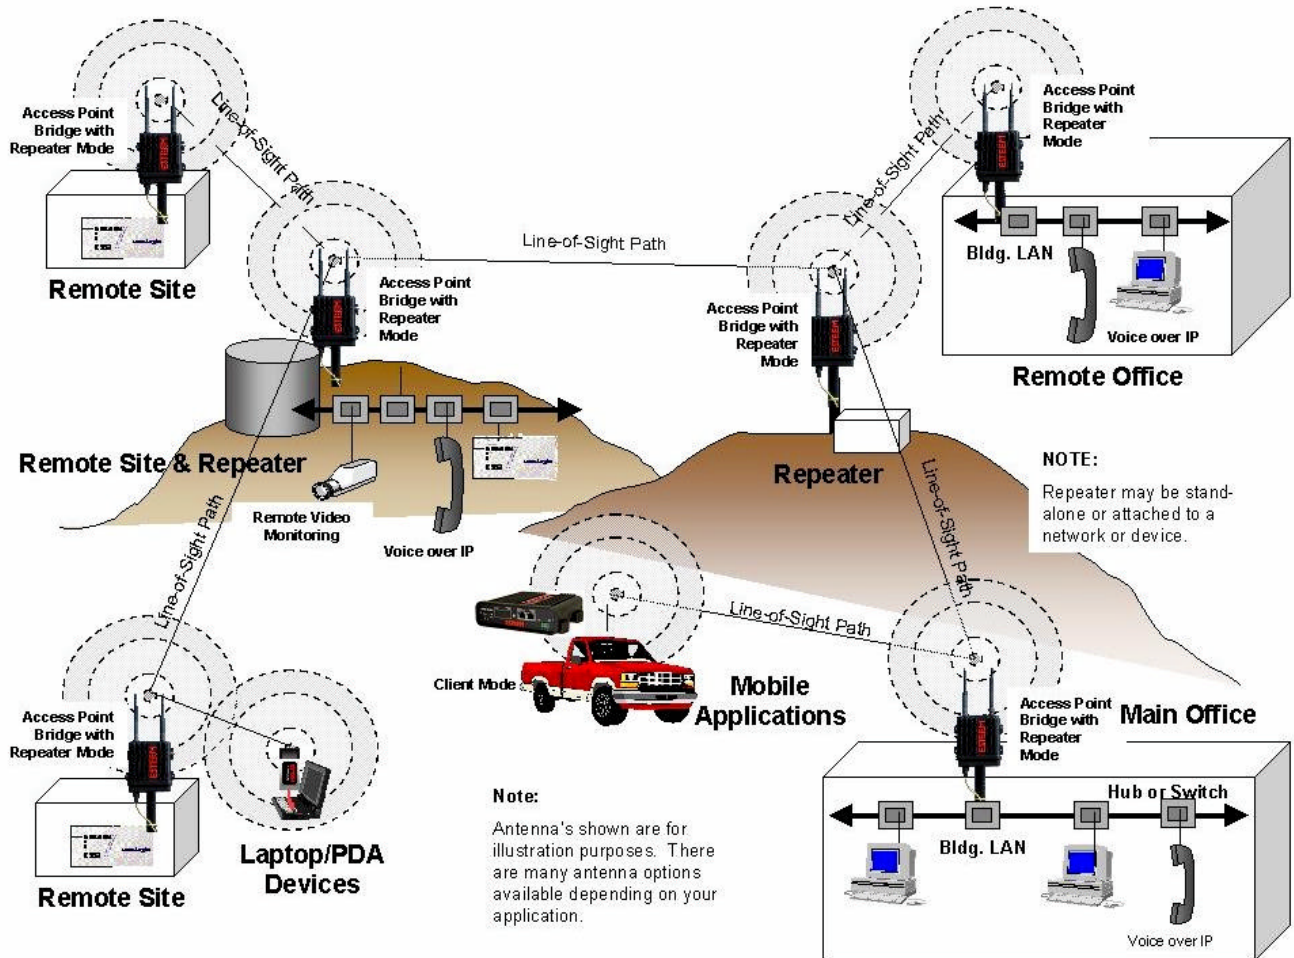 Access Point
Bridge with
Repeater Mode
ESTEEM
Remote Site
Line-of-Sight Path
Access Point
Bridge with
Repeater
Mode
ESTEEM
Line-of-Sight Path
Access Point
Bridge with
Repeater
Mode
ESTEEM
Line-of-Sight Path
Access Point
Bridge with
Repeater
Mode
ESTEEM
Bldg. LAN
Voice over IP
Remote Office
Remote Site & Repeater
Remote Video
Monitoring
Voice over IP
Repeater
Line-of-Sight Path
NOTE:
Repeater may be stand-
alone or attached to a
network or device.
Line-of-Sight Path
Line-of-Sight Path
Client Mode
Mobile
Applications
Access Point
Bridge with
Repeater Mode
ESTEEM
Remote Site
Laptop/PDA
Devices
Note:
Antenna's shown are for
illustration purposes. There
are many antenna options
available depending on your
application.
Access Point
Bridge with
Repeater
Mode
ESTEEM
Main Office
Hub or Switch
Bldg. LAN
Voice over IP